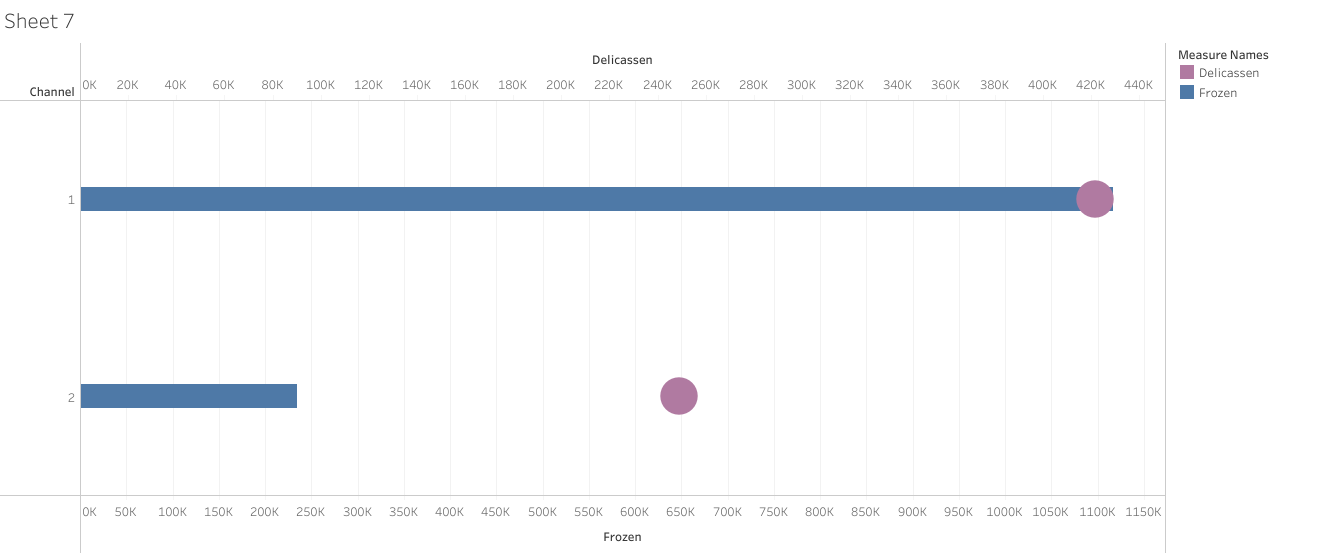 Sheet 7
Delicassen
0K 20K 40K 60K 80K 100K 120K 140K 160K 180K 200K 220K 240K 260K 280K 300K 320K 340K 360K 380K 400K 420K 440K
Channel
1
2
0K 50K 100K 150K 200K 250K 300K 350K 400K 450K 500K 550K 600K 650K 700K 750K 800K 850K 900K 950K 1000K 1050K 1100K 1150K
Frozen
Measure Names
Delicassen
Frozen